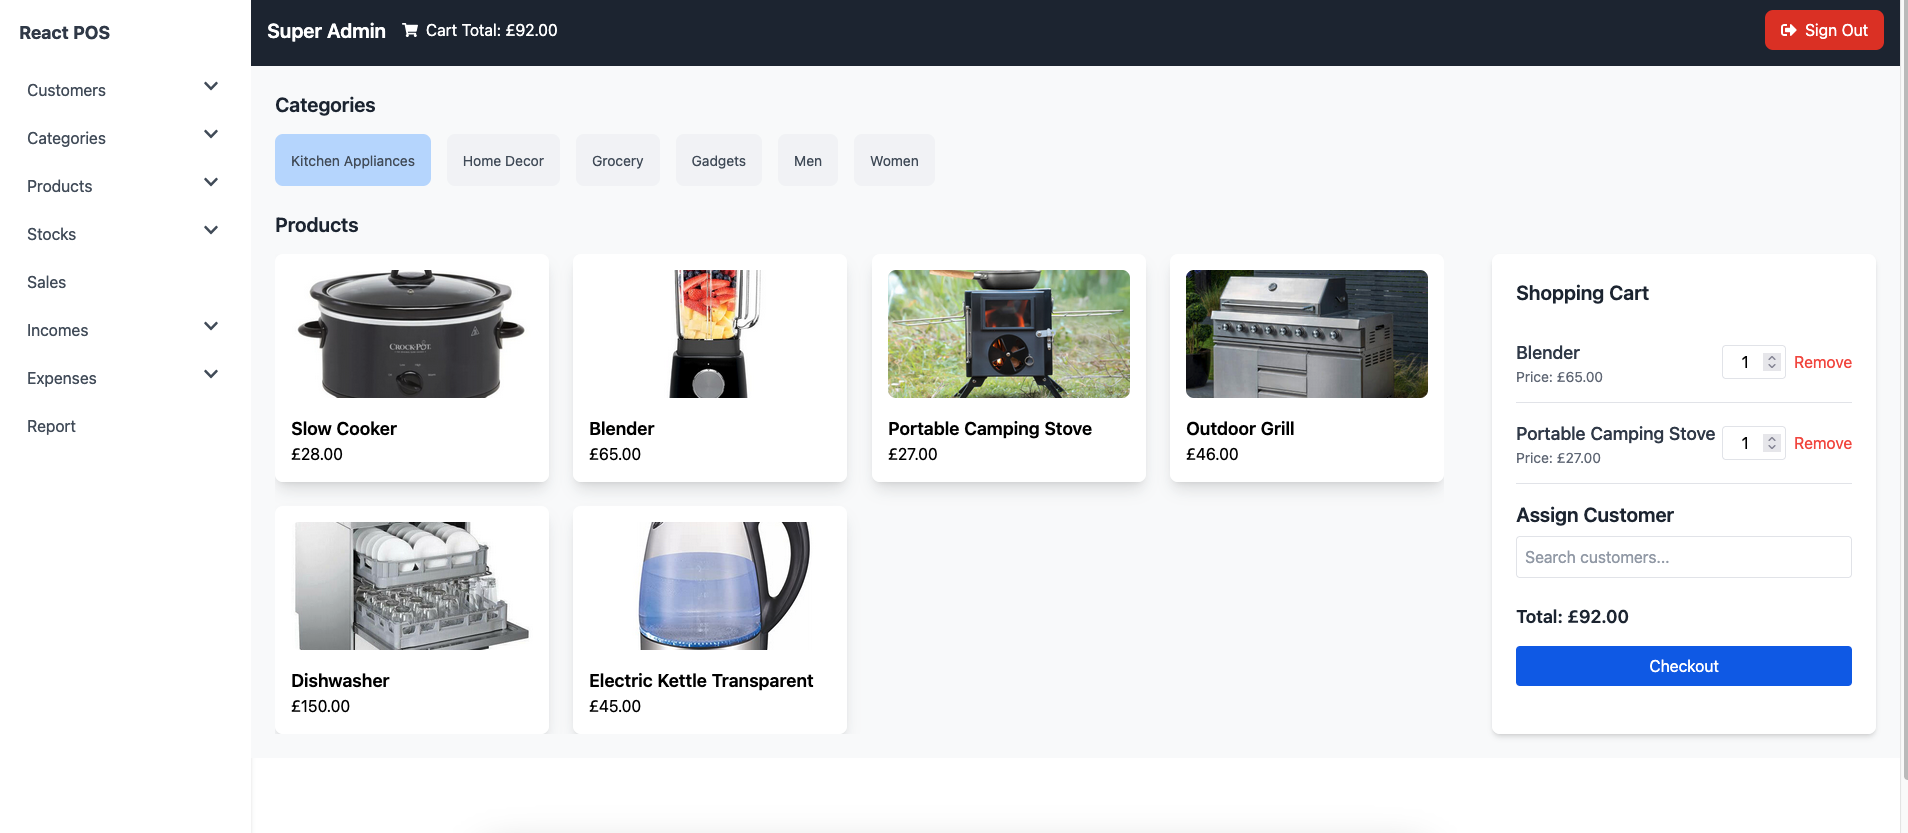 React POS
Customers
Categories
Products
Stocks
Sales
Incomes
Expenses
Report
Super Admin
Cart Total: £92.00
Sign Out
Categories
Kitchen Appliances
Home Decor
Grocery
Gadgets
Men
Women
Products
CROCK-POT
Slow Cooker
£28.00
Blender
£65.00
Portable Camping Stove
£27.00
Outdoor Grill
£46.00
Dishwasher
£150.00
Electric Kettle Transparent
£45.00
Shopping Cart
Blender
Price: £65.00
1
Remove
Portable Camping Stove
Price: £27.00
1
Remove
Assign Customer
Search customers...
Total: £92.00
Checkout